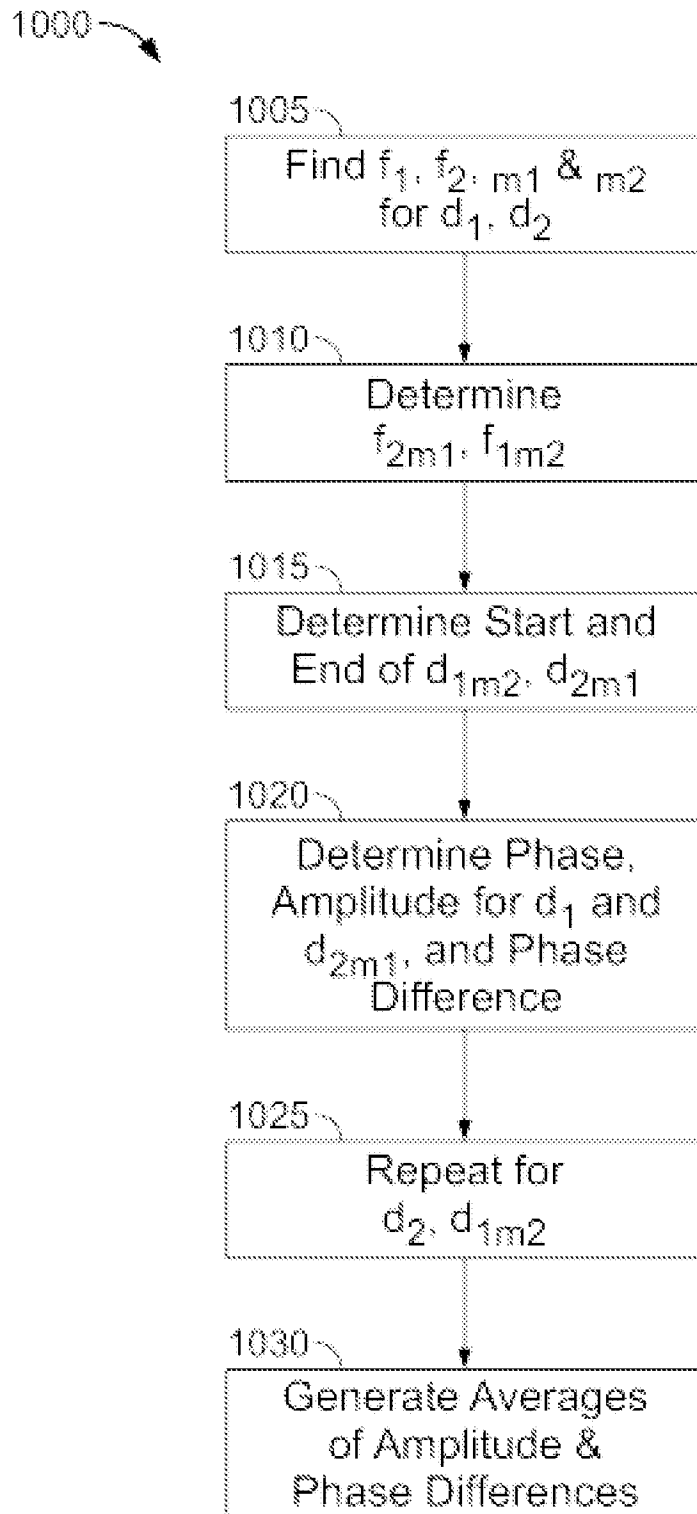 1000
1005
Find f₁, f₂, m1 & m2
for d₁, d₂
1010
Determine
f₂ₘ₁, f₁ₘ₂
1015
Determine Start and
End of d₁ₘ₂, d₂ₘ₁
1020
Determine Phase,
Amplitude for d₁ and
d₂ₘ₁, and Phase
Difference
1025
Repeat for
d₂, d₁ₘ₂
1030
Generate Averages
of Amplitude &
Phase Differences